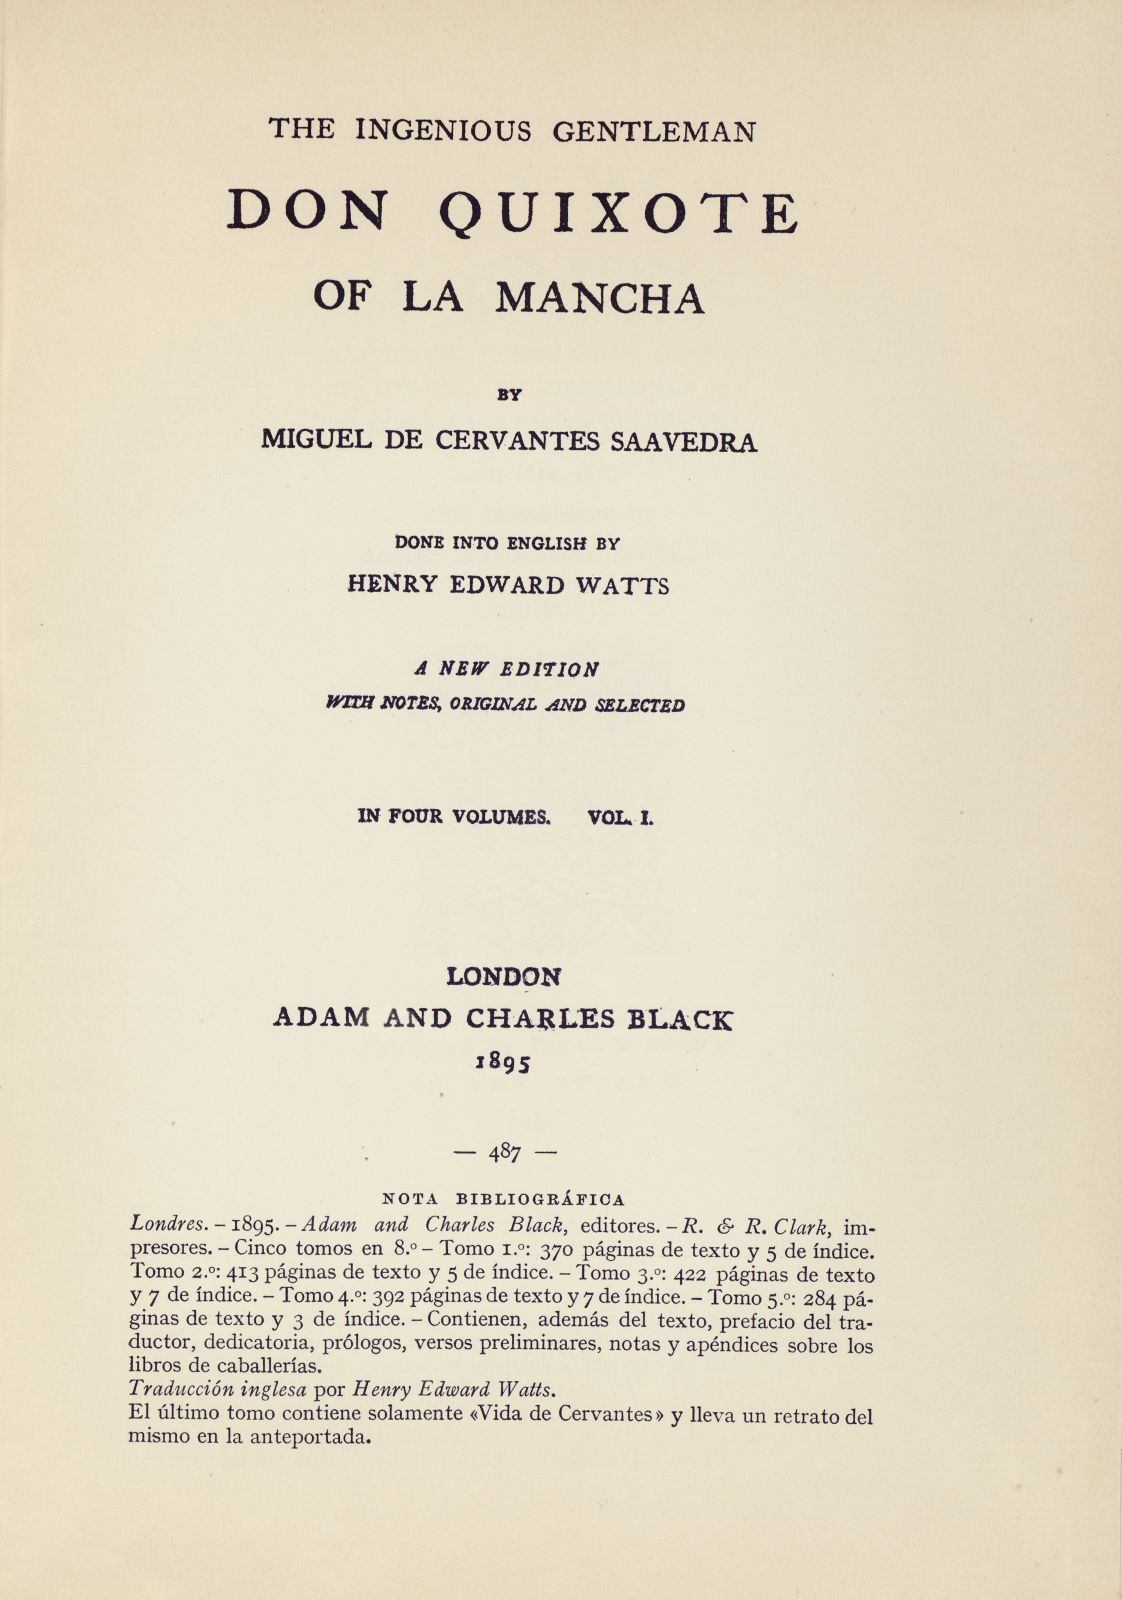 THE INGENIOUS GENTLEMAN
DON QUIXOTE
OF LA MANCHA
BY
MIGUEL DE CERVANTES SAAVEDRA
DONE INTO ENGLISH BY
HENRY EDWARD WATTS
A NEW EDITION
WITH NOTES, ORIGINAL AND SELECTED
IN FOUR VOLUMES. VOL. I.
LONDON
ADAM AND CHARLES BLACK
1895
— 487 —
NOTA BIBLIOGRÁFICA
Londres. – 1895. – Adam and Charles Black, editores. – R. & R. Clark, im-
presores. – Cinco tomos en 8.º – Tomo 1.º: 370 páginas de texto y 5 de índice.
Tomo 2.º: 413 páginas de texto y 5 de índice. – Tomo 3.º: 422 páginas de texto
y 7 de índice. – Tomo 4.º: 392 páginas de texto y 7 de índice. – Tomo 5.º: 284 pá-
ginas de texto y 3 de índice. – Contienen, además del texto, prefacio del tra-
ductor, dedicatoria, prólogos, versos preliminares, notas y apéndices sobre los
libros de caballerías.
Traducción inglesa por Henry Edward Watts.
El último tomo contiene solamente «Vida de Cervantes» y lleva un retrato del
mismo en la anteportada.